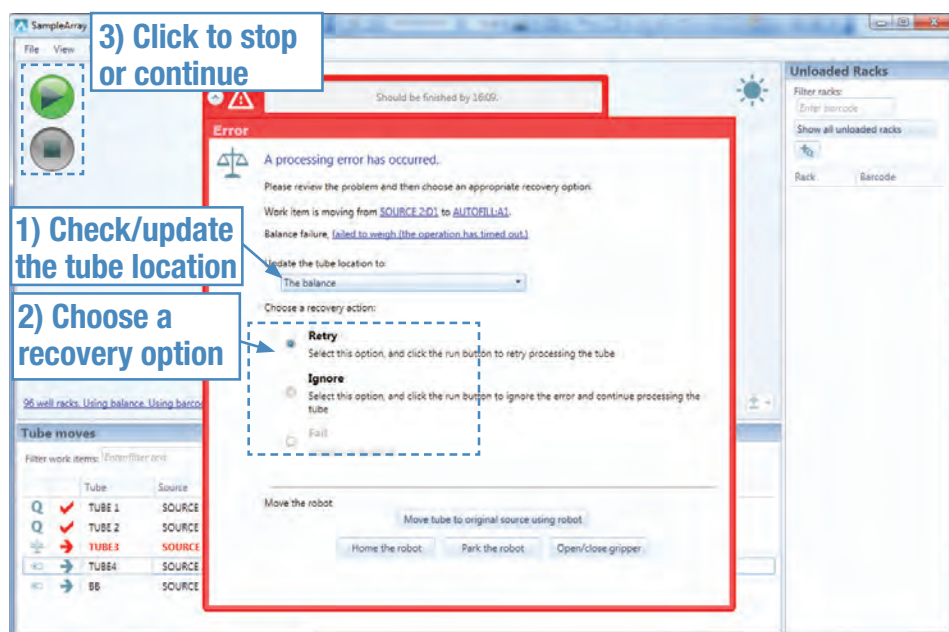 SampleArray
File View
3) Click to stop
or continue
Should be finished by 16:09.
Error
A processing error has occurred.
Please review the problem and then choose an appropriate recovery option.
Work item is moving from SOURCE 2:D1 to AUTOFILL:A1.
Balance failure, failed to weigh (the operation has timed out.)
1) Check/update
the tube location
Update the tube location to:
The balance
Choose a recovery action:
2) Choose a
recovery option
Retry
Select this option, and click the run button to retry processing the tube
Ignore
Select this option, and click the run button to ignore the error and continue processing the
tube
Fail
Move the robot
Move tube to original source using robot
Home the robot Park the robot Open/close gripper
96 well racks. Using balance. Using
Tube moves
Filter work items: Enter filter text
Tube Source
Q TUBE 1 SOURCE
Q TUBE 2 SOURCE
TUBE3 SOURCE
TUBE4 SOURCE
SOURCE
Unloaded Racks
Filter racks:
Enter barcode
Show all unloaded racks
Rack Barcode